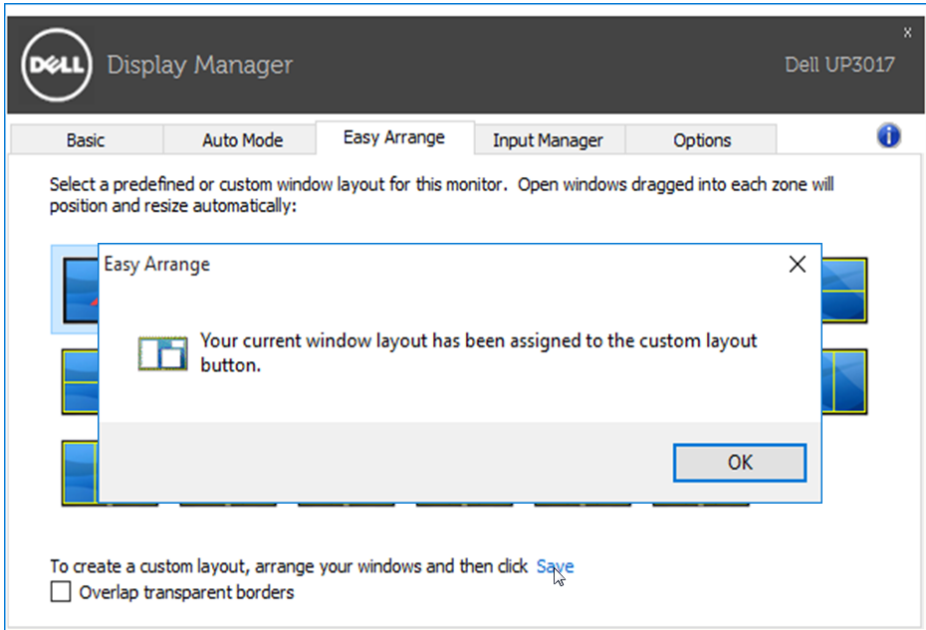 DELL
Display Manager
x
Dell UP3017
Basic
Auto Mode
Easy Arrange
Input Manager
Options
i
Select a predefined or custom window layout for this monitor. Open windows dragged into each zone will
position and resize automatically:
Easy Arrange
Your current window layout has been assigned to the custom layout
button.
OK
To create a custom layout, arrange your windows and then click Save
Overlap transparent borders